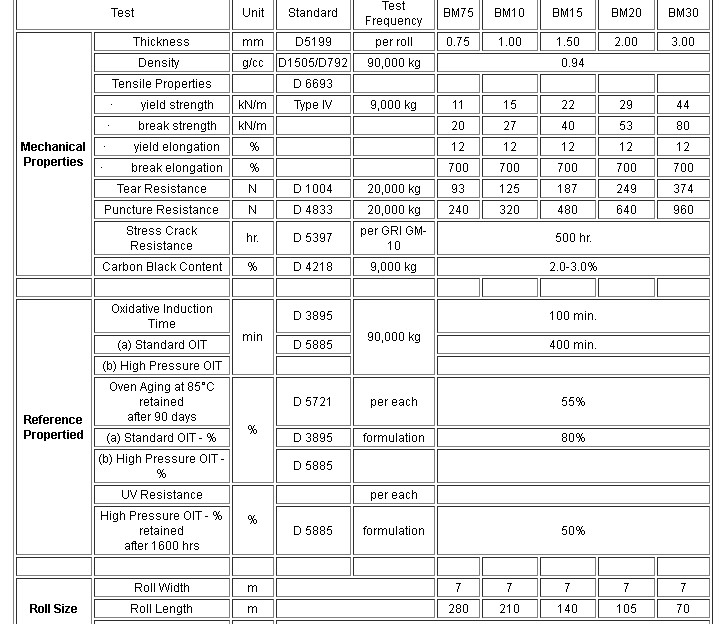 Test Unit Standard Test Frequency BM75 BM10 BM15 BM20 BM30
Mechanical Properties
Thickness mm D5199 per roll 0.75 1.00 1.50 2.00 3.00
Density g/cc D1505/D792 90,000 kg 0.94
Tensile Properties D 6693
· yield strength kN/m Type IV 9,000 kg 11 15 22 29 44
· break strength kN/m 20 27 40 53 80
· yield elongation % 12 12 12 12 12
· break elongation % 700 700 700 700 700
Tear Resistance N D 1004 20,000 kg 93 125 187 249 374
Puncture Resistance N D 4833 20,000 kg 240 320 480 640 960
Stress Crack Resistance hr. D 5397 per GRI GM-10 500 hr.
Carbon Black Content % D 4218 9,000 kg 2.0-3.0%
Reference Propertied
Oxidative Induction Time min D 3895 90,000 kg 100 min.
(a) Standard OIT D 5885 400 min.
(b) High Pressure OIT
Oven Aging at 85°C retained after 90 days % D 5721 per each 55%
(a) Standard OIT - % D 3895 formulation 80%
(b) High Pressure OIT - % D 5885
UV Resistance % per each
High Pressure OIT - % retained after 1600 hrs D 5885 formulation 50%
Roll Size
Roll Width m 7 7 7 7 7
Roll Length m 280 210 140 105 70